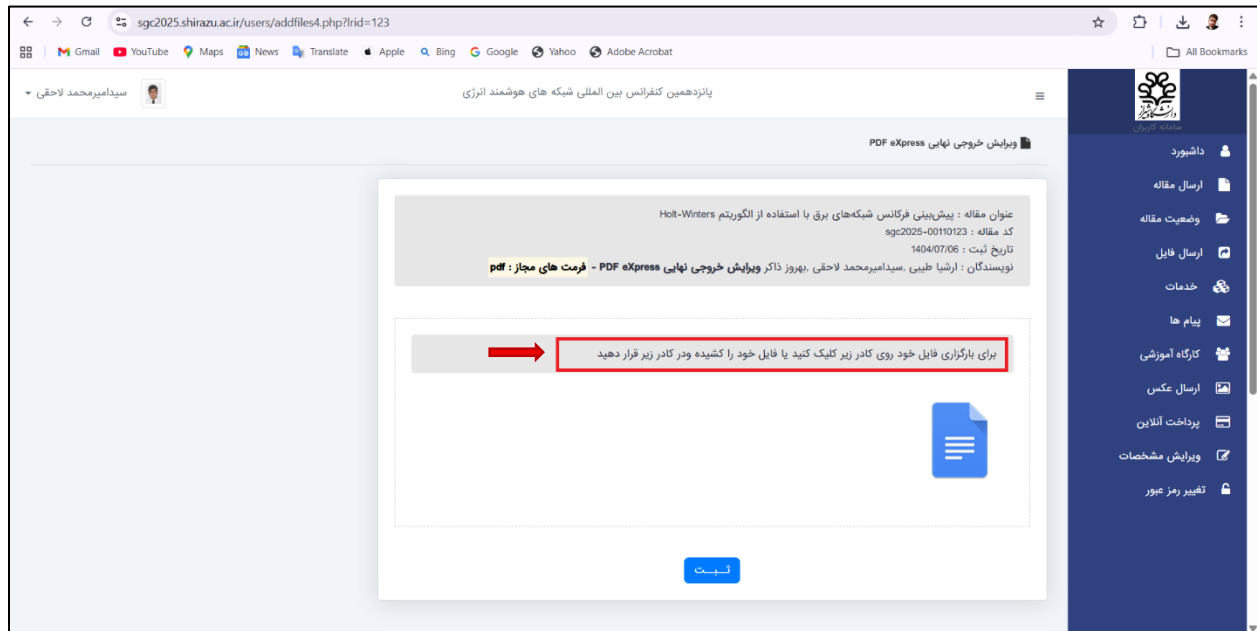 sgc2025.shirazu.ac.ir/users/addfiles4.php?lrid=123
Gmail YouTube Maps News Translate Apple Bing Google Yahoo Adobe Acrobat All Bookmarks
دانشگاه شیراز
سامانه کاربران
پانزدهمین کنفرانس بین المللی شبکه های هوشمند انرژی
سیدامیرمحمد لاحقی
داشبورد
ارسال مقاله
وضعیت مقاله
ارسال فایل
خدمات
پیام ها
کارگاه آموزشی
ارسال عکس
پرداخت آنلاین
ویرایش مشخصات
تغییر رمز عبور
ویرایش خروجی نهایی PDF eXpress
عنوان مقاله : پیش‌بینی فرکانس شبکه‌های برق با استفاده از الگوریتم Holt-Winters
کد مقاله : sgc2025-00110123
تاریخ ثبت : 1404/07/06
نویسندگان : ارشیا طیبی ,سیدامیرمحمد لاحقی ,بهروز ذاکر ویرایش خروجی نهایی PDF eXpress - فرمت های مجاز : pdf
برای بارگزاری فایل خود روی کادر زیر کلیک کنید یا فایل خود را کشیده ودر کادر زیر قرار دهید
ثـبـت